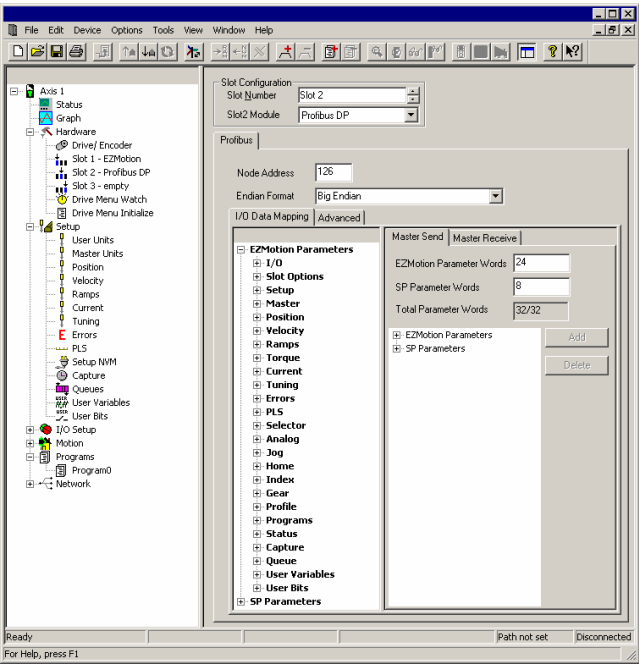 File Edit Device Options Tools View Window Help
Axis 1
Status
Graph
Hardware
Drive/ Encoder
Slot 1 - EZMotion
Slot 2 - Profibus DP
Slot 3 - empty
Drive Menu Watch
Drive Menu Initialize
Setup
User Units
Master Units
Position
Velocity
Ramps
Current
Tuning
E Errors
PLS
Setup NVM
Capture
Queues
User Variables
User Bits
I/O Setup
Motion
Programs
Program0
Network
Slot Configuration
Slot Number Slot 2
Slot2 Module Profibus DP
Profibus
Node Address 126
Endian Format Big Endian
I/O Data Mapping Advanced
EZMotion Parameters
I/O
Slot Options
Setup
Master
Position
Velocity
Ramps
Torque
Current
Tuning
Errors
PLS
Selector
Analog
Jog
Home
Index
Gear
Profile
Programs
Status
Capture
Queue
User Variables
User Bits
SP Parameters
Master Send Master Receive
EZMotion Parameter Words 24
SP Parameter Words 8
Total Parameter Words 32/32
EZMotion Parameters
SP Parameters
Add
Delete
Ready Path not set Disconnected
For Help, press F1